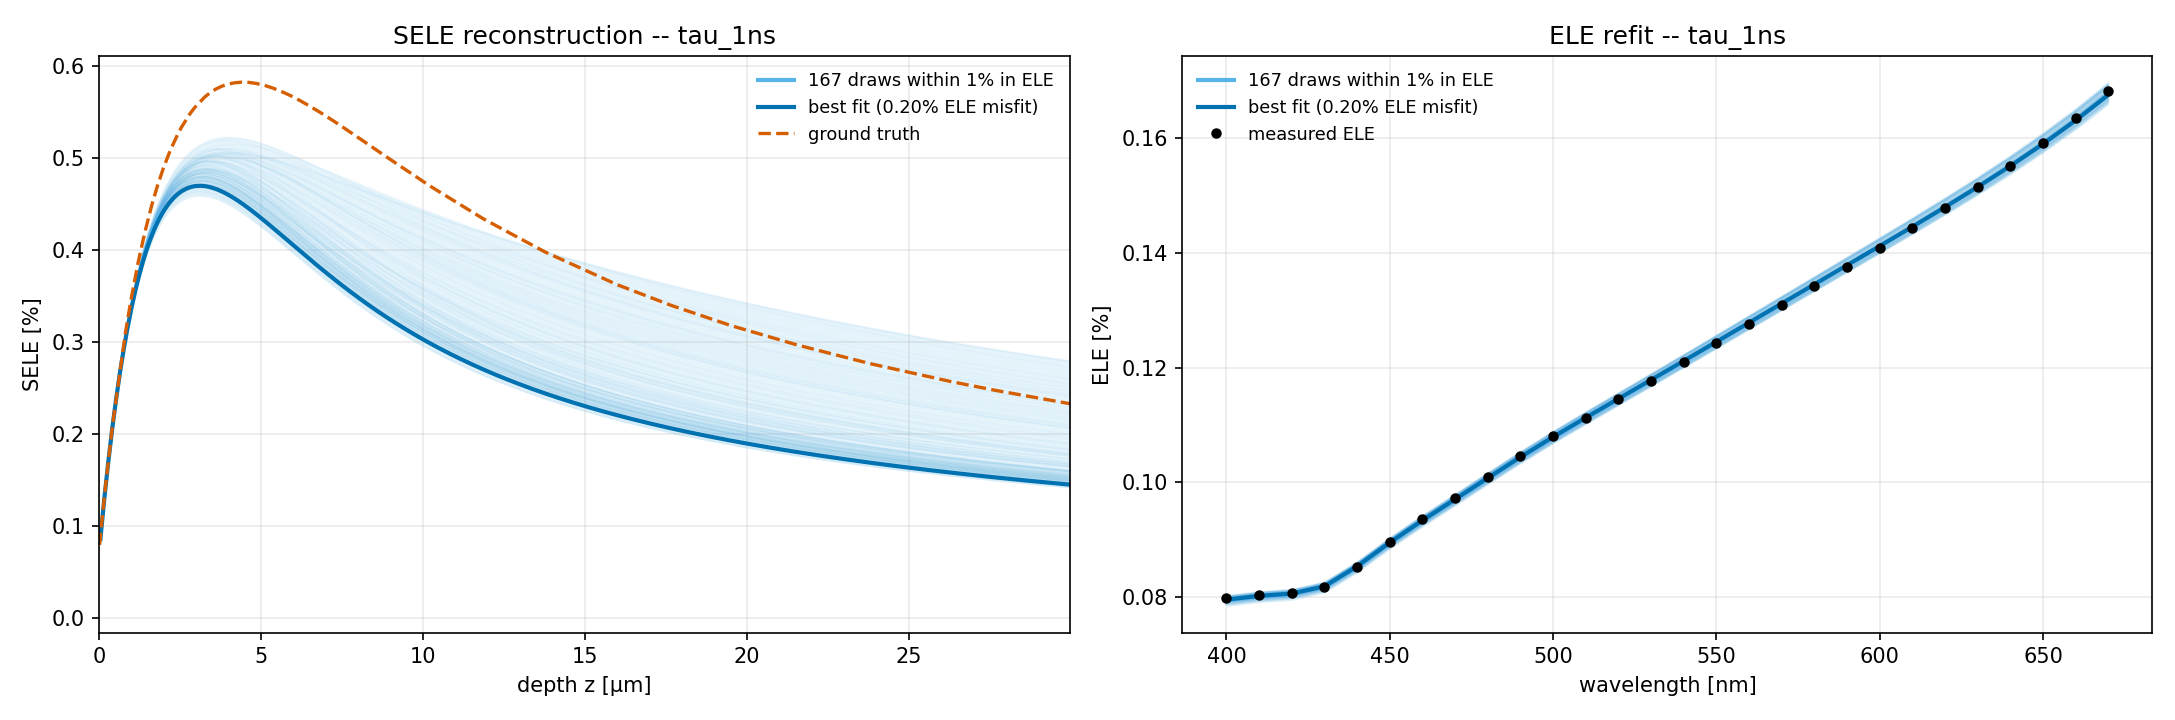 SELE reconstruction -- tau_1ns
167 draws within 1% in ELE
best fit (0.20% ELE misfit)
ground truth
SELE [%]
0.6
0.5
0.4
0.3
0.2
0.1
0.0
0 5 10 15 20 25
depth z [μm]
ELE refit -- tau_1ns
167 draws within 1% in ELE
best fit (0.20% ELE misfit)
measured ELE
ELE [%]
0.16
0.14
0.12
0.10
0.08
400 450 500 550 600 650
wavelength [nm]